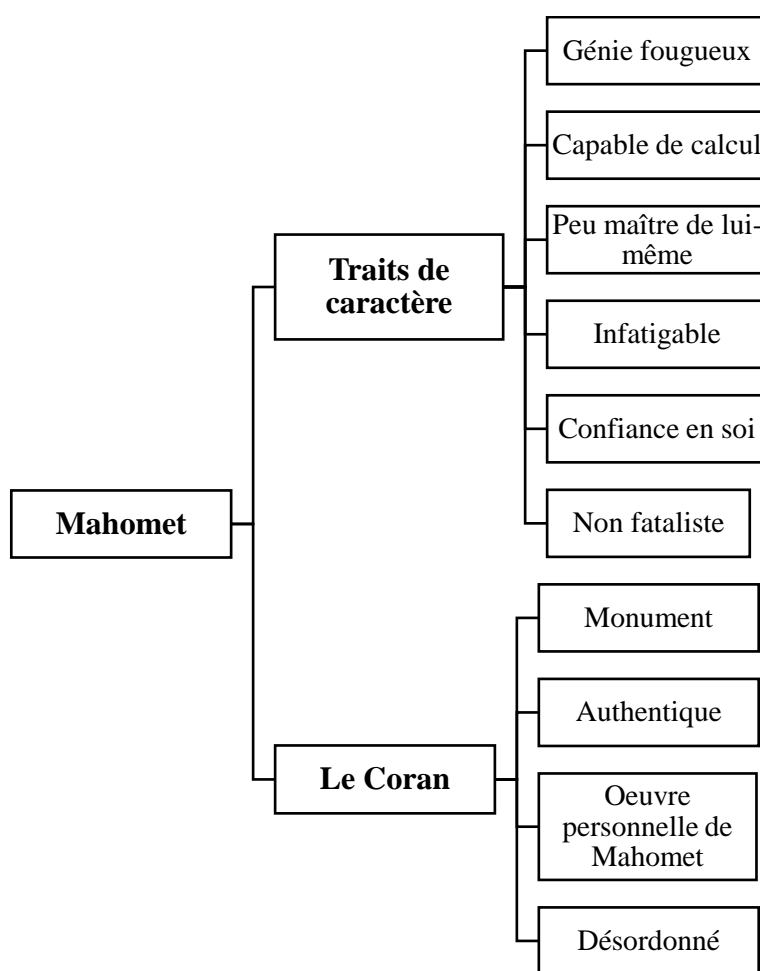 Génie fougueux
Capable de calcul
Peu maître de lui-
même
Traits de
caractère
Infatigable
Confiance en soi
Non fataliste
Mahomet
Monument
Authentique
Le Coran
Oeuvre
personnelle de
Mahomet
Désordonné